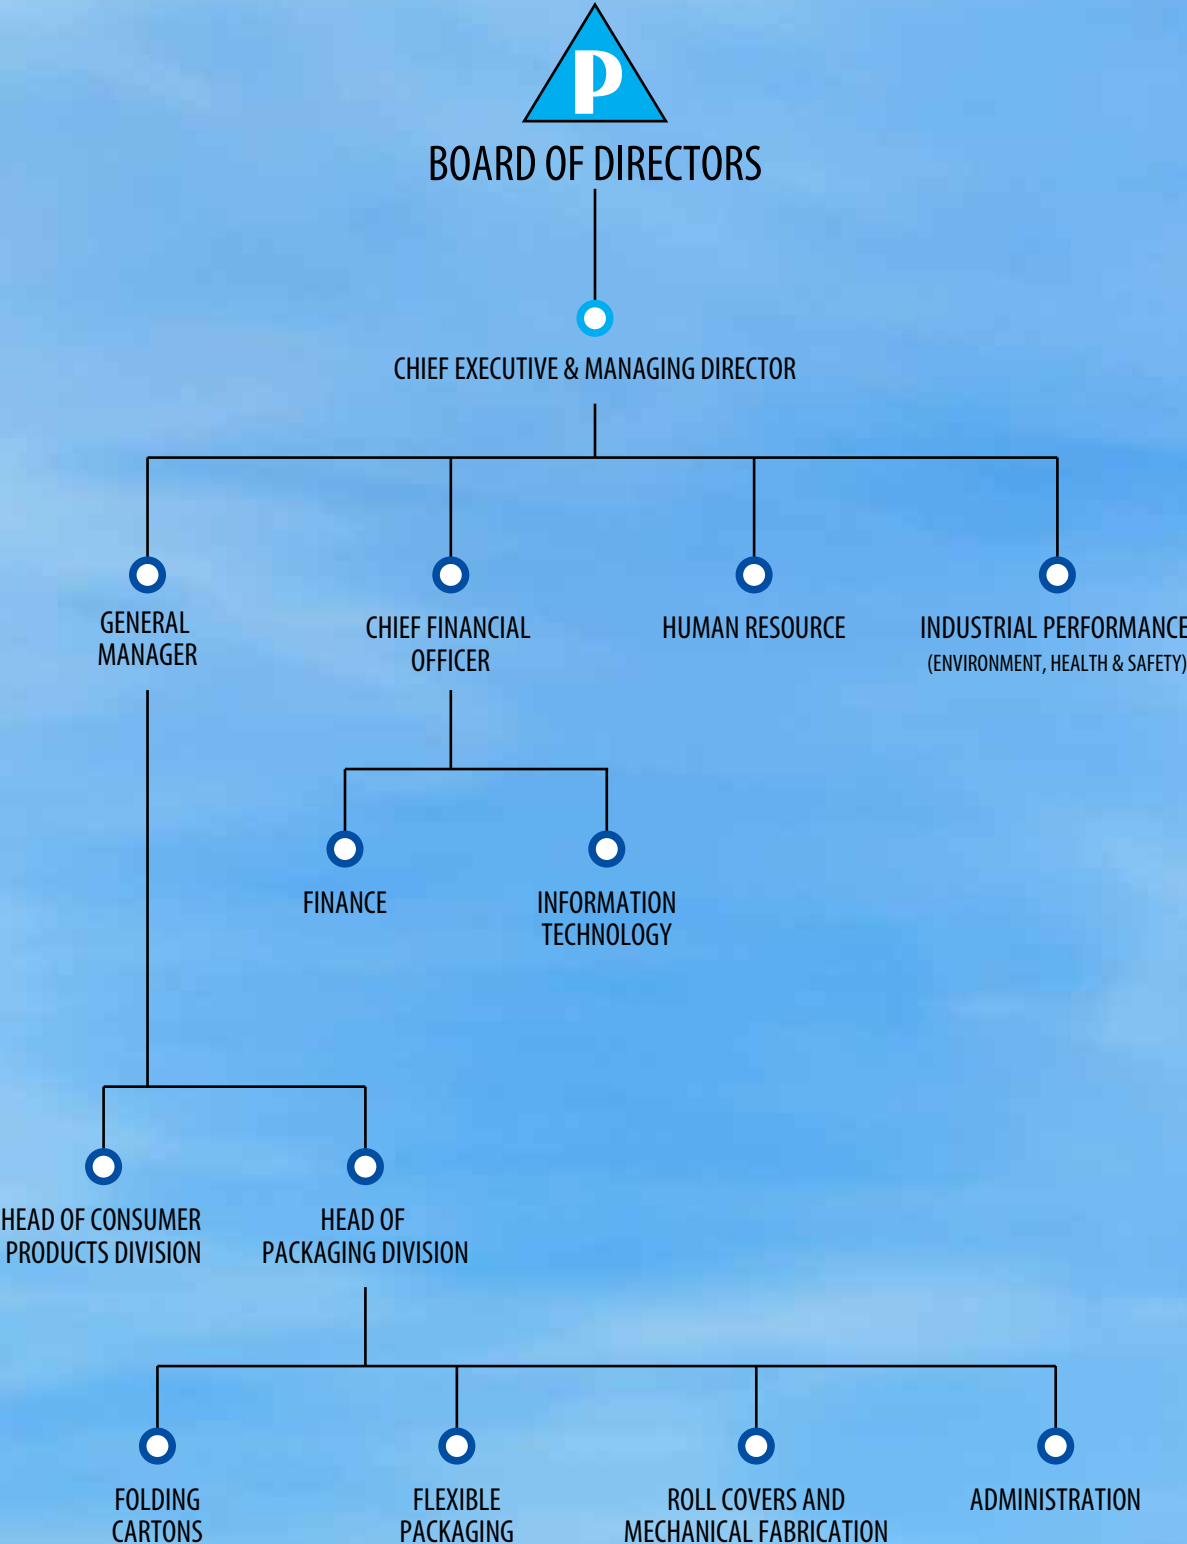 P
BOARD OF DIRECTORS
CHIEF EXECUTIVE & MANAGING DIRECTOR
GENERAL
MANAGER
CHIEF FINANCIAL
OFFICER
HUMAN RESOURCE
INDUSTRIAL PERFORMANCE
(ENVIRONMENT, HEALTH & SAFETY)
FINANCE
INFORMATION
TECHNOLOGY
HEAD OF CONSUMER
PRODUCTS DIVISION
HEAD OF
PACKAGING DIVISION
FOLDING
CARTONS
FLEXIBLE
PACKAGING
ROLL COVERS AND
MECHANICAL FABRICATION
ADMINISTRATION